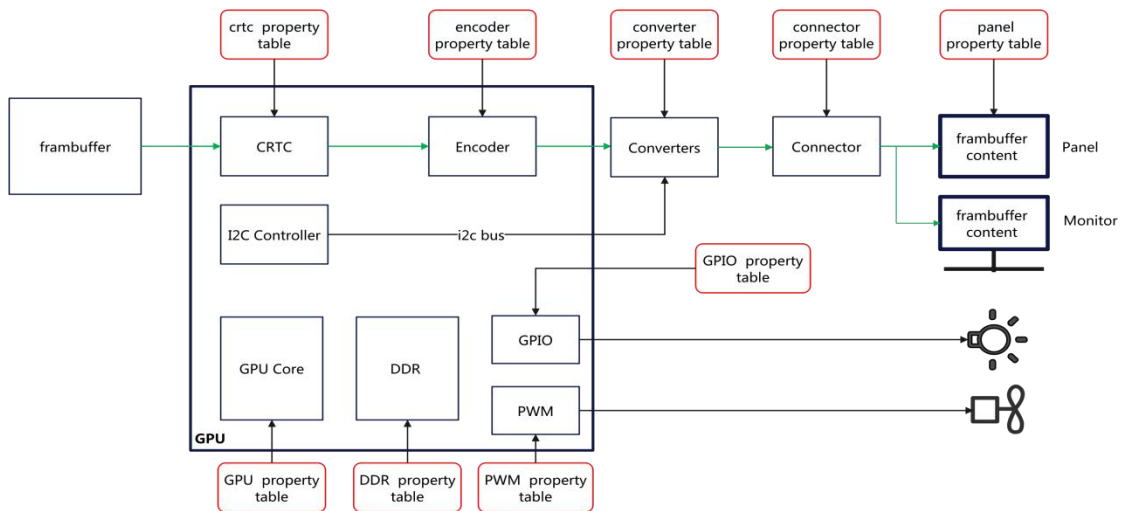 crtc property
table
encoder
property table
converter
property table
connector
property table
panel
property table
frambuffer
CRTC
Encoder
Converters
Connector
frambuffer
content
Panel
I2C Controller
i2c bus
frambuffer
content
Monitor
GPIO property
table
GPU Core
DDR
GPIO
PWM
GPU
GPU property
table
DDR property
table
PWM property
table